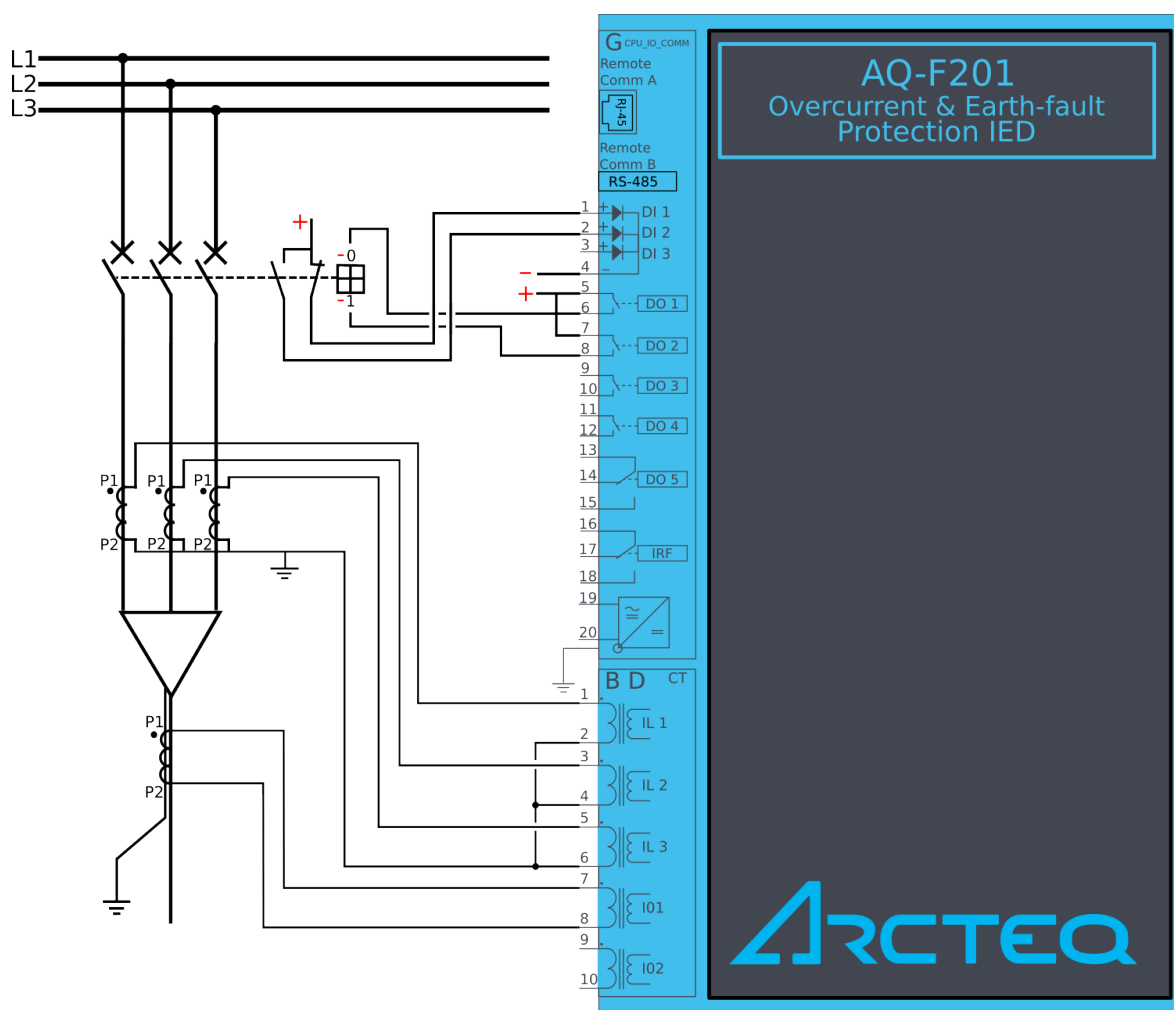 L1
L2
L3
G CPU_IO_COMM
Remote
Comm A
RJ-45
Remote
Comm B
RS-485
1 + DI 1
2 + DI 2
3 + DI 3
4 −
− 
+
5
6 DO 1
7
8 DO 2
9
10 DO 3
11
12 DO 4
13
14 DO 5
15
16
17 IRF
18
19
20
+
-0
-1
P1 P1 P1
P2 P2 P2
P1
P2
B D CT
1
IL 1
2
3
IL 2
4
5
IL 3
6
7
I01
8
9
I02
10
AQ-F201
Overcurrent & Earth-fault
Protection IED
ARCTEQ